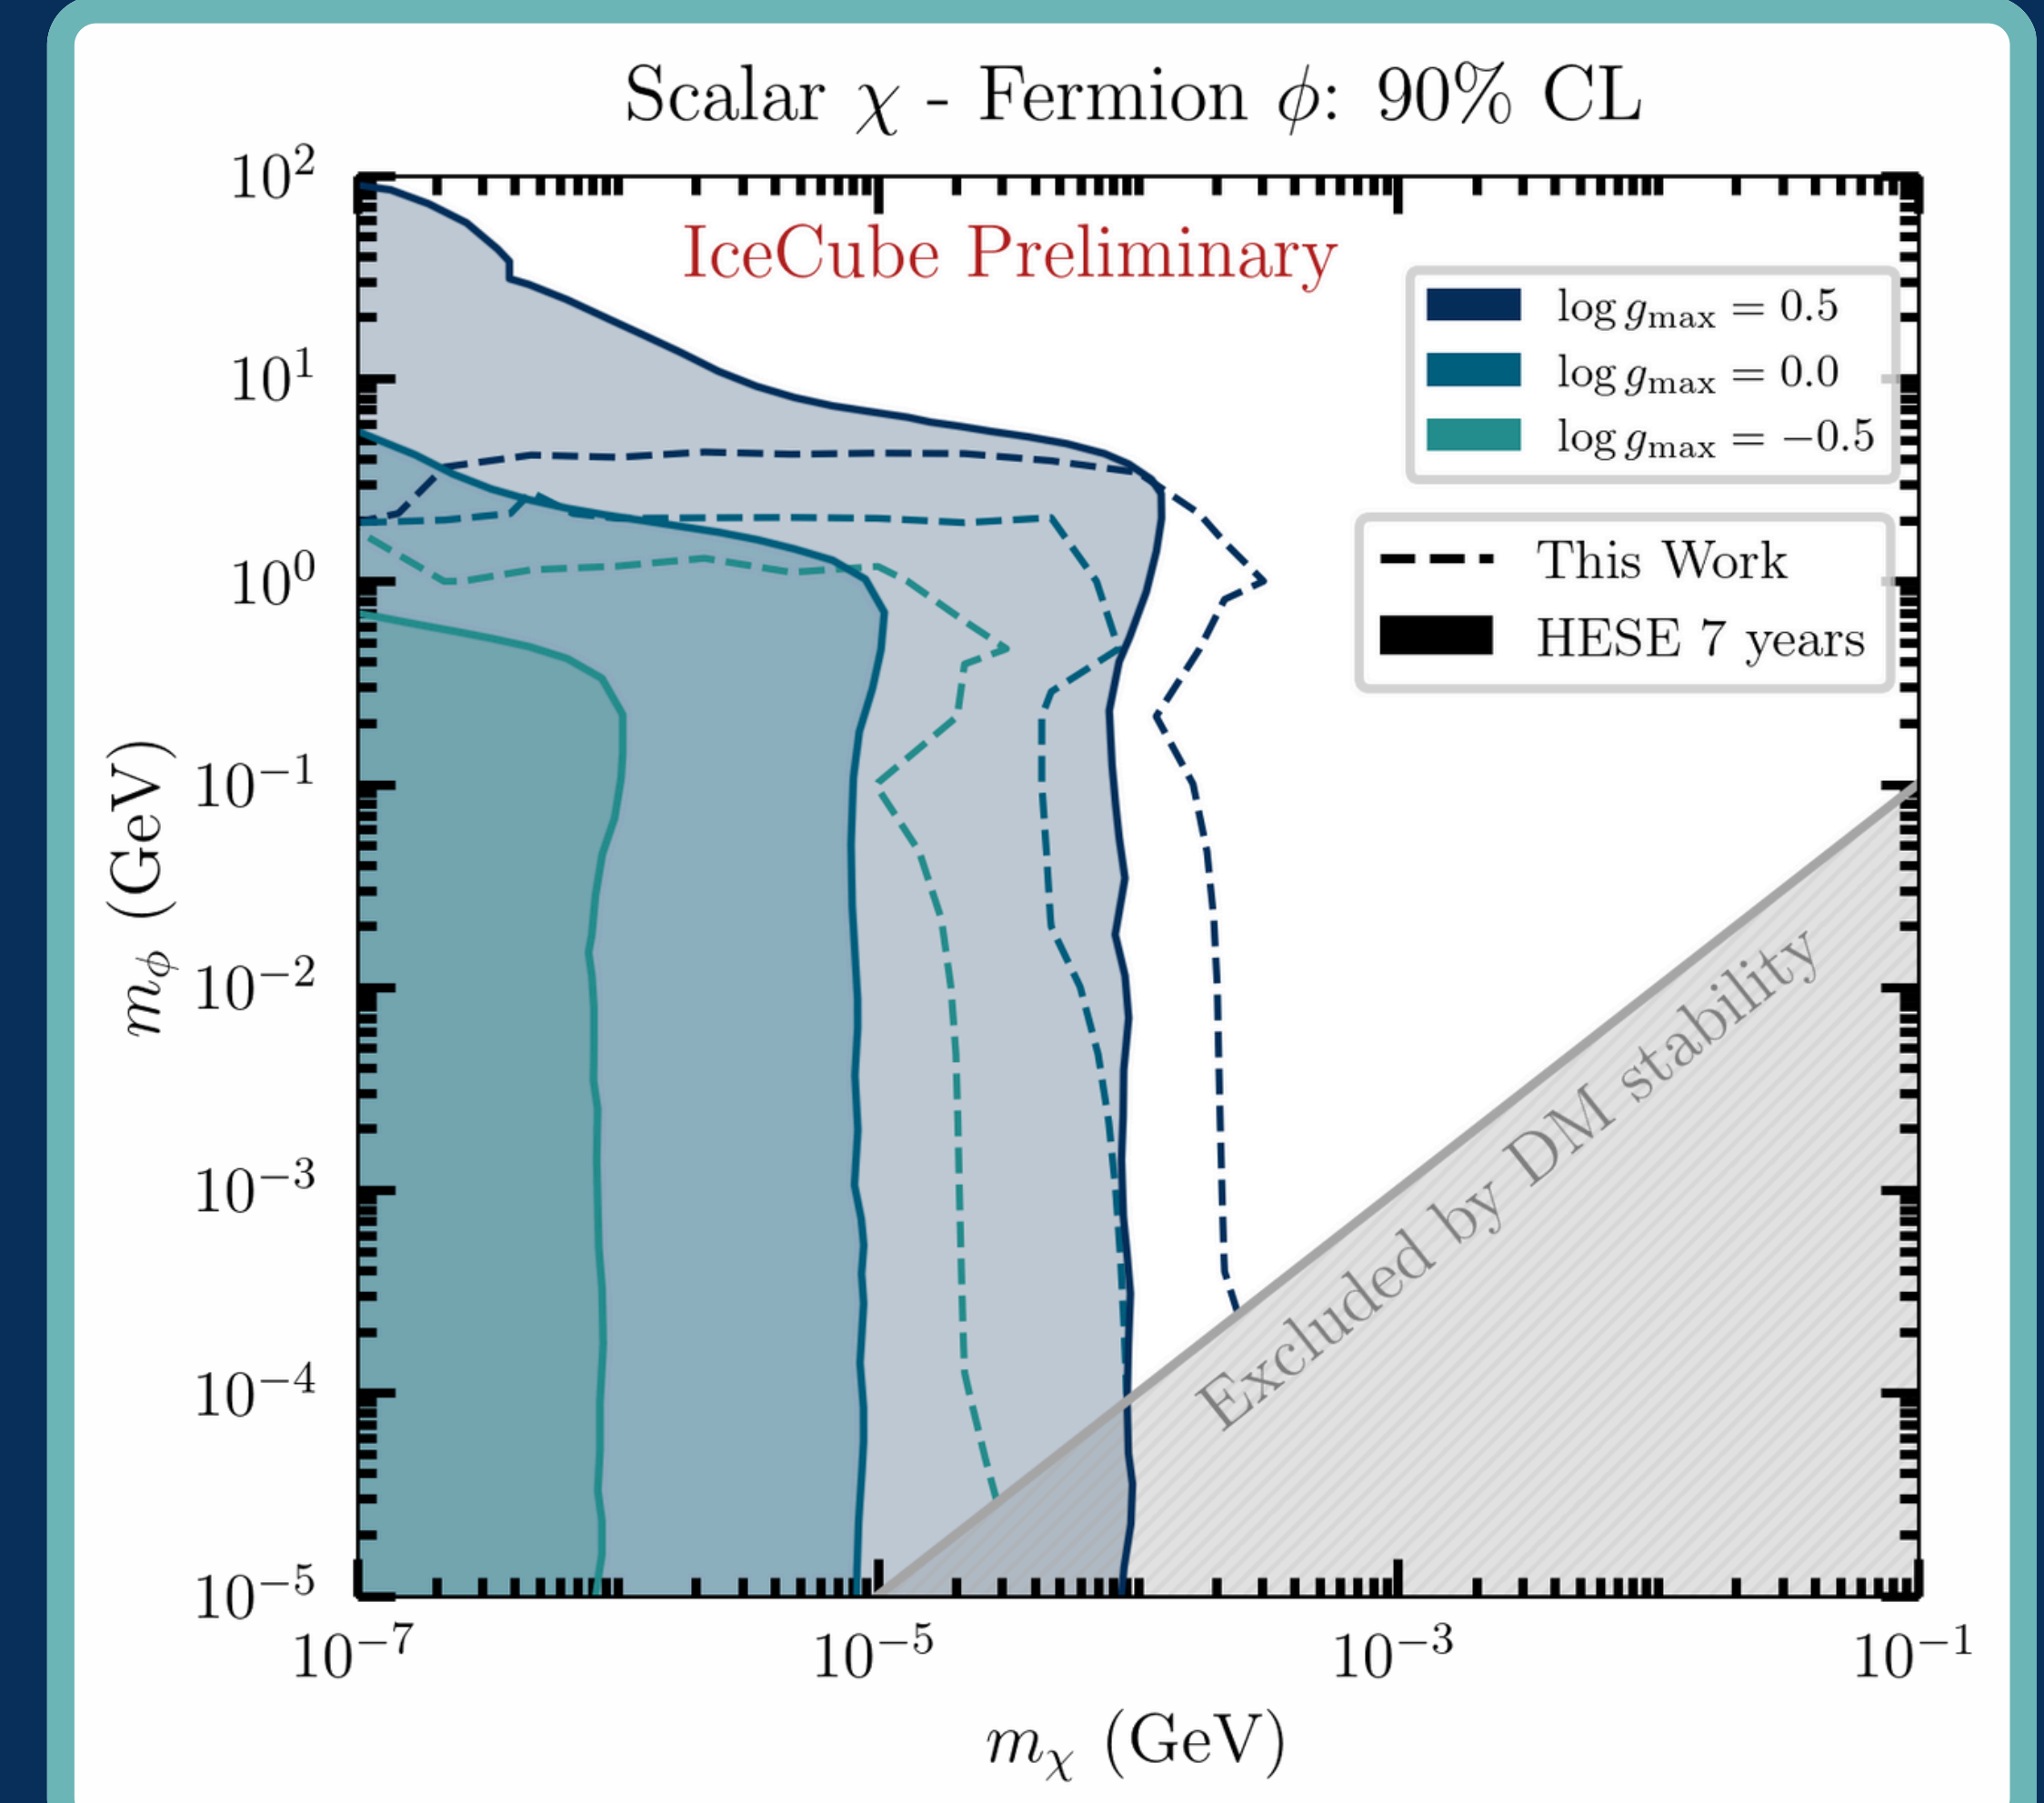 Scalar χ - Fermion ϕ: 90% CL
IceCube Preliminary
log g_max = 0.5
log g_max = 0.0
log g_max = −0.5
This Work
HESE 7 years
Excluded by DM stability
m_ϕ (GeV)
10^2
10^1
10^0
10^−1
10^−2
10^−3
10^−4
10^−5
10^−7
10^−5
10^−3
10^−1
m_χ (GeV)